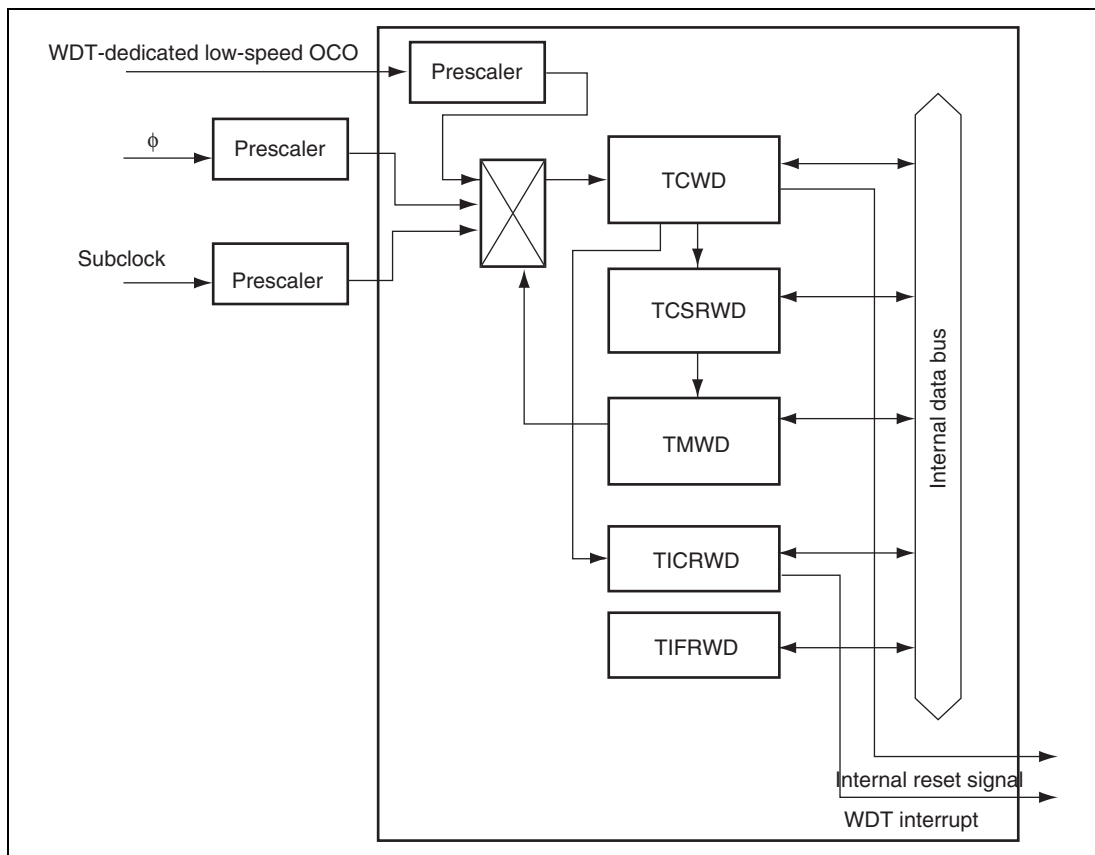 WDT-dedicated low-speed OCO
Prescaler
ϕ
Prescaler
Subclock
Prescaler
TCWD
TCSRWD
TMWD
TICRWD
TIFRWD
Internal data bus
Internal reset signal
WDT interrupt